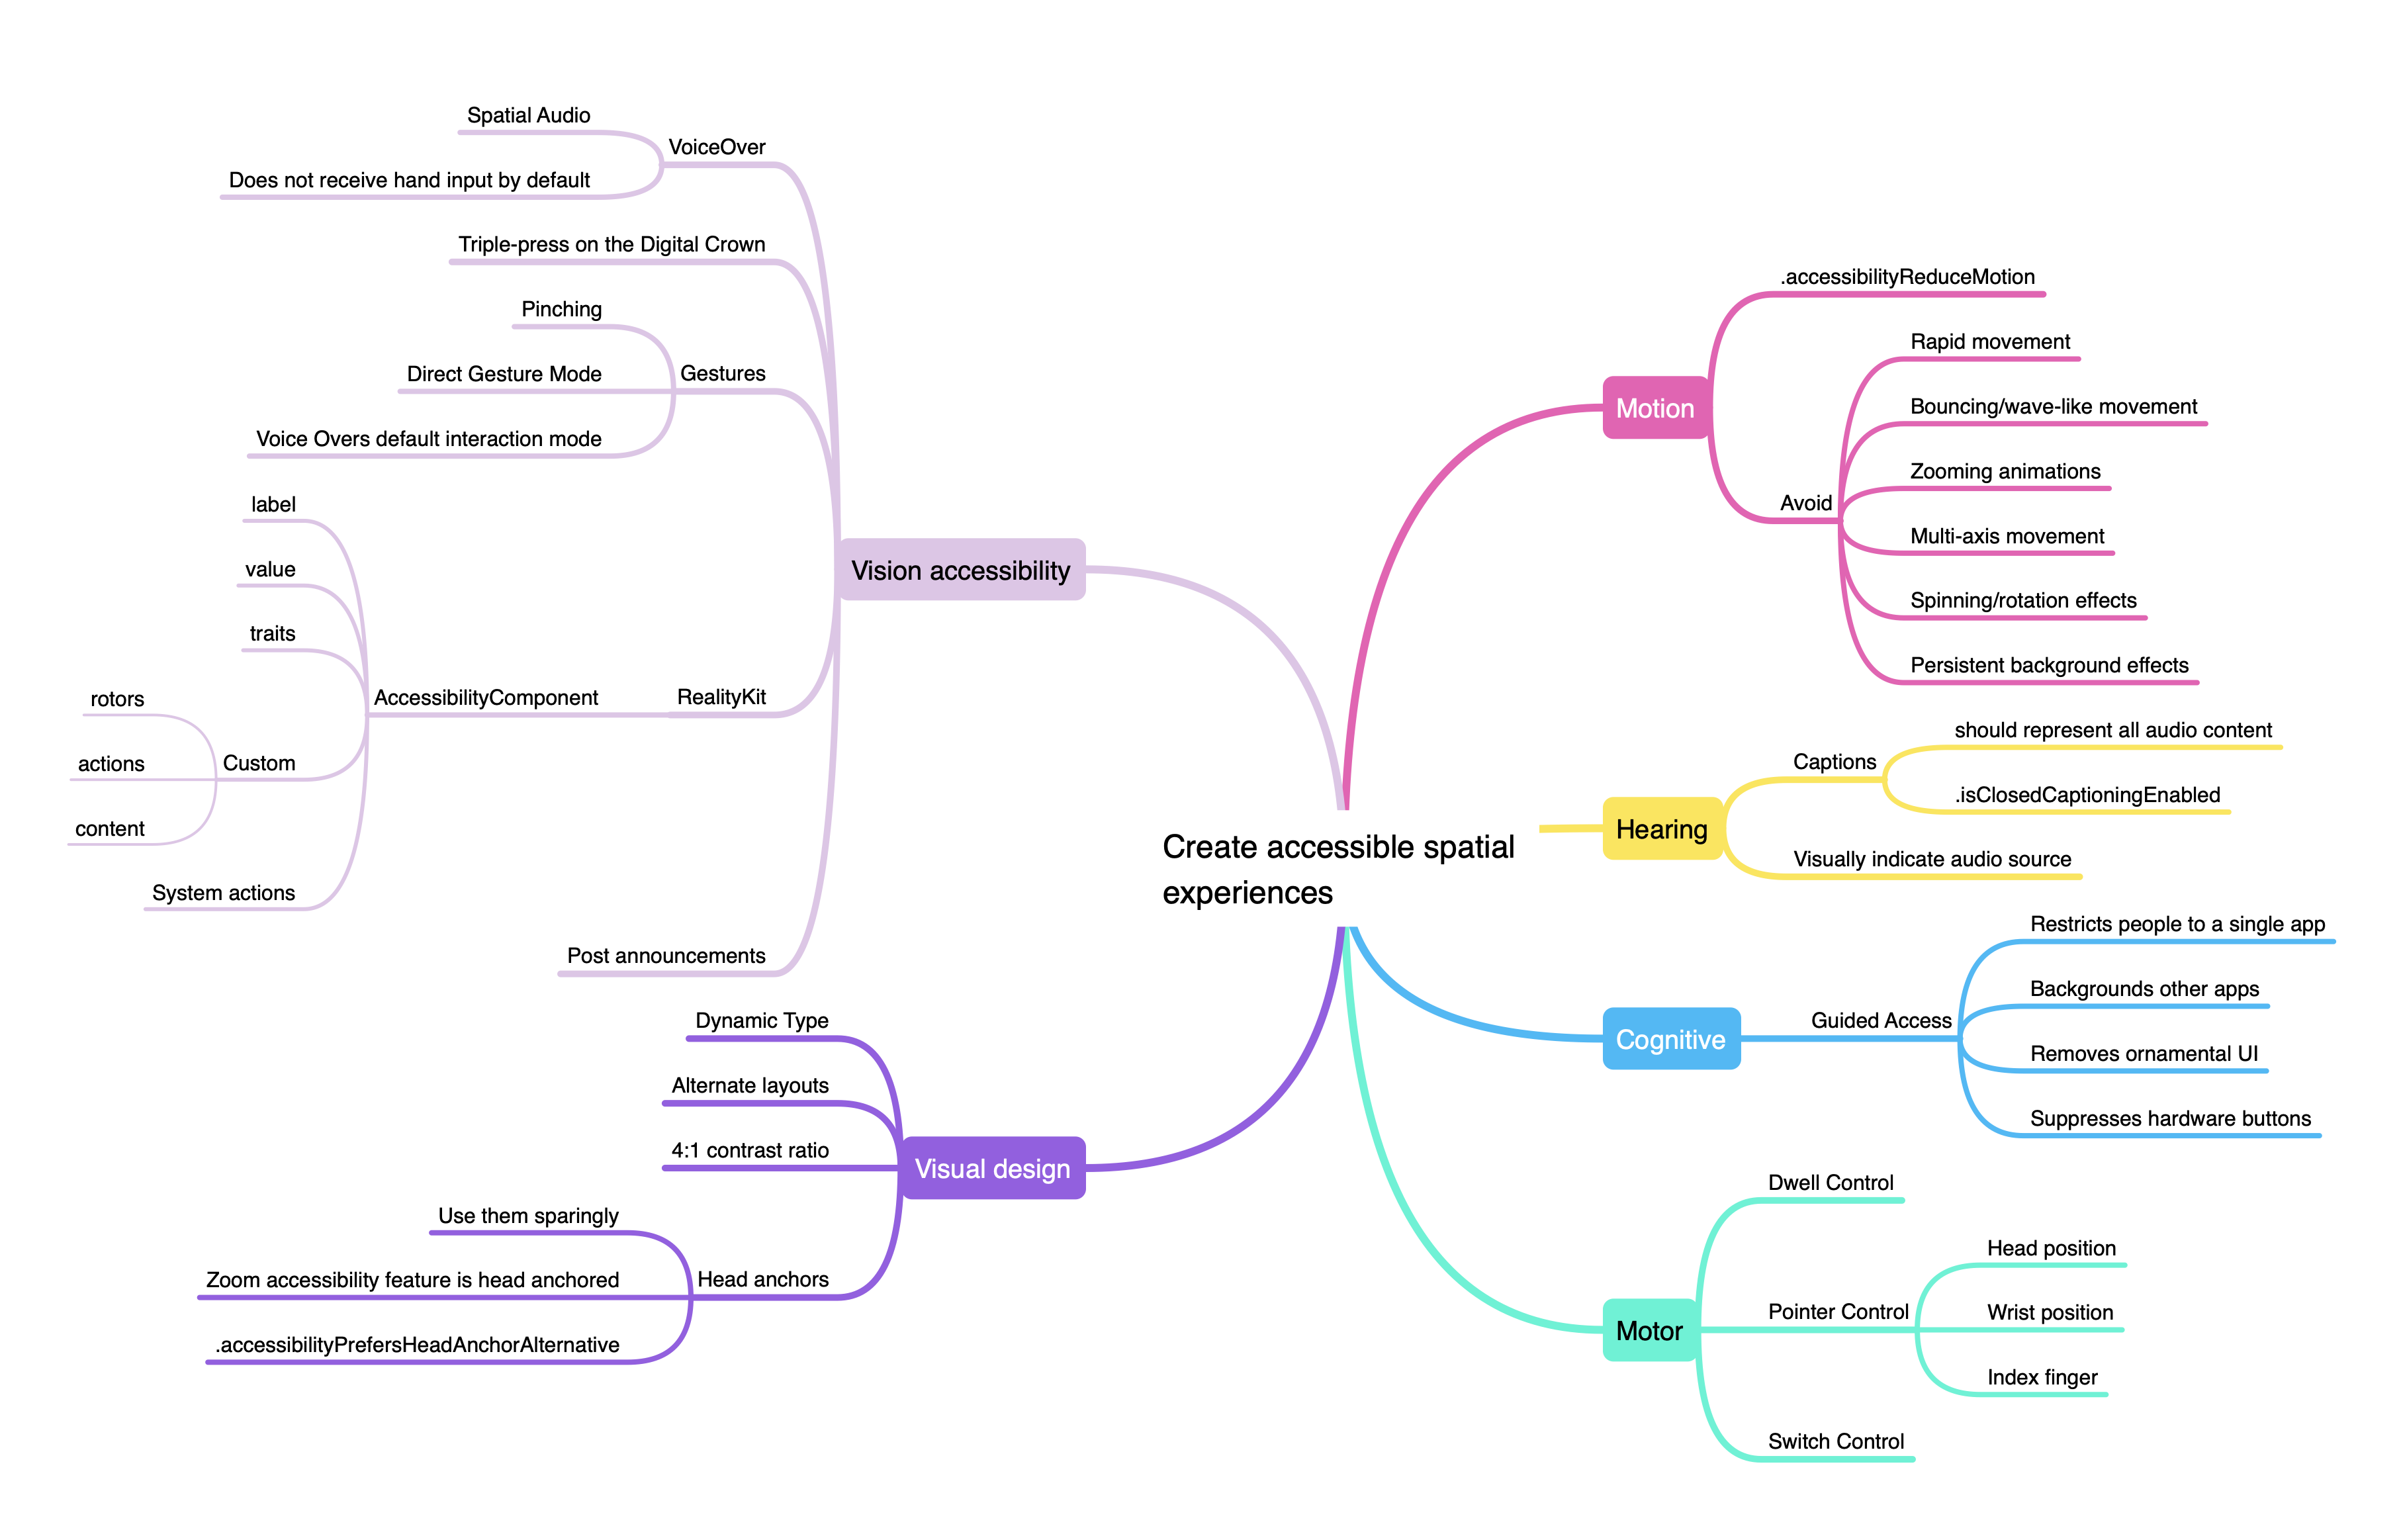 Create accessible spatial
experiences
Vision accessibility
VoiceOver
Spatial Audio
Does not receive hand input by default
Triple-press on the Digital Crown
Gestures
Pinching
Direct Gesture Mode
Voice Overs default interaction mode
RealityKit
AccessibilityComponent
label
value
traits
Custom
rotors
actions
content
System actions
Post announcements
Visual design
Dynamic Type
Alternate layouts
4:1 contrast ratio
Head anchors
Use them sparingly
Zoom accessibility feature is head anchored
.accessibilityPrefersHeadAnchorAlternative
Motion
.accessibilityReduceMotion
Avoid
Rapid movement
Bouncing/wave-like movement
Zooming animations
Multi-axis movement
Spinning/rotation effects
Persistent background effects
Hearing
Captions
should represent all audio content
.isClosedCaptioningEnabled
Visually indicate audio source
Cognitive
Guided Access
Restricts people to a single app
Backgrounds other apps
Removes ornamental UI
Suppresses hardware buttons
Motor
Dwell Control
Pointer Control
Head position
Wrist position
Index finger
Switch Control